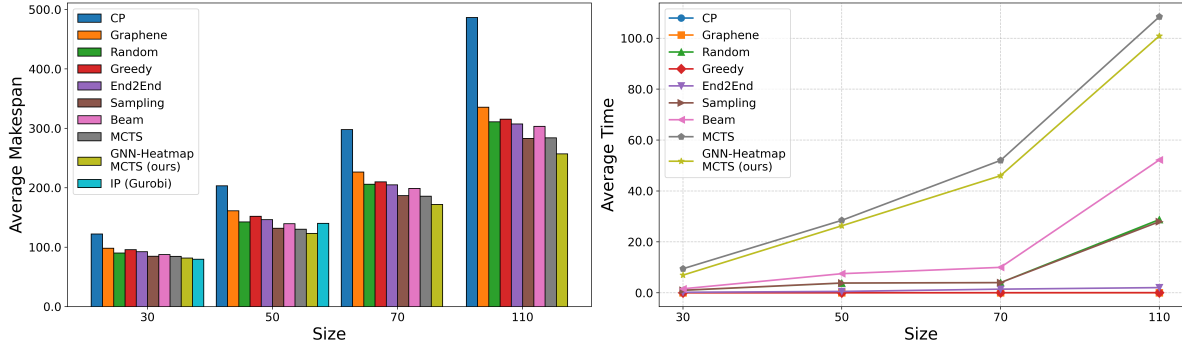 500.0
400.0
300.0
200.0
100.0
0.0
Average Makespan
CP
Graphene
Random
Greedy
End2End
Sampling
Beam
MCTS
GNN-Heatmap
MCTS (ours)
IP (Gurobi)
30
50
70
110
Size
100.0
80.0
60.0
40.0
20.0
0.0
Average Time
CP
Graphene
Random
Greedy
End2End
Sampling
Beam
MCTS
GNN-Heatmap
MCTS (ours)
30
50
70
110
Size